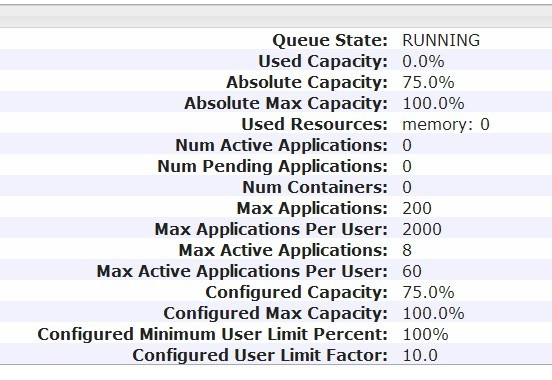 Queue State: RUNNING
Used Capacity: 0.0%
Absolute Capacity: 75.0%
Absolute Max Capacity: 100.0%
Used Resources: memory: 0
Num Active Applications: 0
Num Pending Applications: 0
Num Containers: 0
Max Applications: 200
Max Applications Per User: 2000
Max Active Applications: 8
Max Active Applications Per User: 60
Configured Capacity: 75.0%
Configured Max Capacity: 100.0%
Configured Minimum User Limit Percent: 100%
Configured User Limit Factor: 10.0